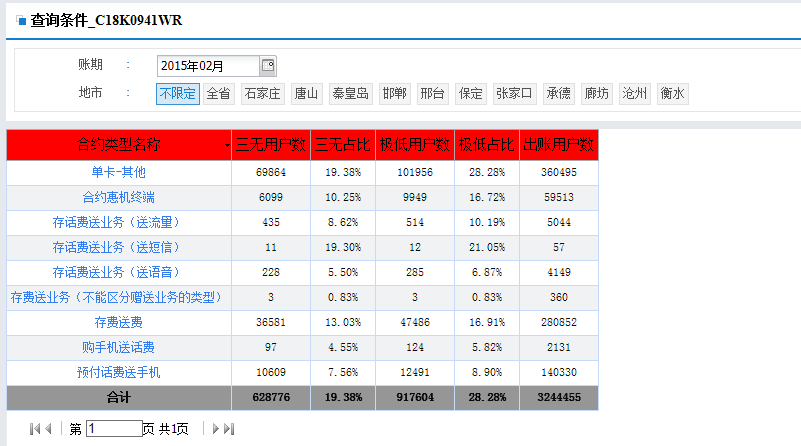 查询条件_C18K0941WR
账期 : 2015年02月
地市 : 不限定 全省 石家庄 唐山 秦皇岛 邯郸 邢台 保定 张家口 承德 廊坊 沧州 衡水
合约类型名称 三无用户数 三无占比 极低用户数 极低占比 出账用户数
单卡-其他 69864 19.38% 101956 28.28% 360495
合约惠机终端 6099 10.25% 9949 16.72% 59513
存话费送业务（送流量） 435 8.62% 514 10.19% 5044
存话费送业务（送短信） 11 19.30% 12 21.05% 57
存话费送业务（送语音） 228 5.50% 285 6.87% 4149
存费送业务（不能区分赠送业务的类型） 3 0.83% 3 0.83% 360
存费送费 36581 13.03% 47486 16.91% 280852
购手机送话费 97 4.55% 124 5.82% 2131
预付话费送手机 10609 7.56% 12491 8.90% 140330
合计 628776 19.38% 917604 28.28% 3244455
第 1 页 共1页